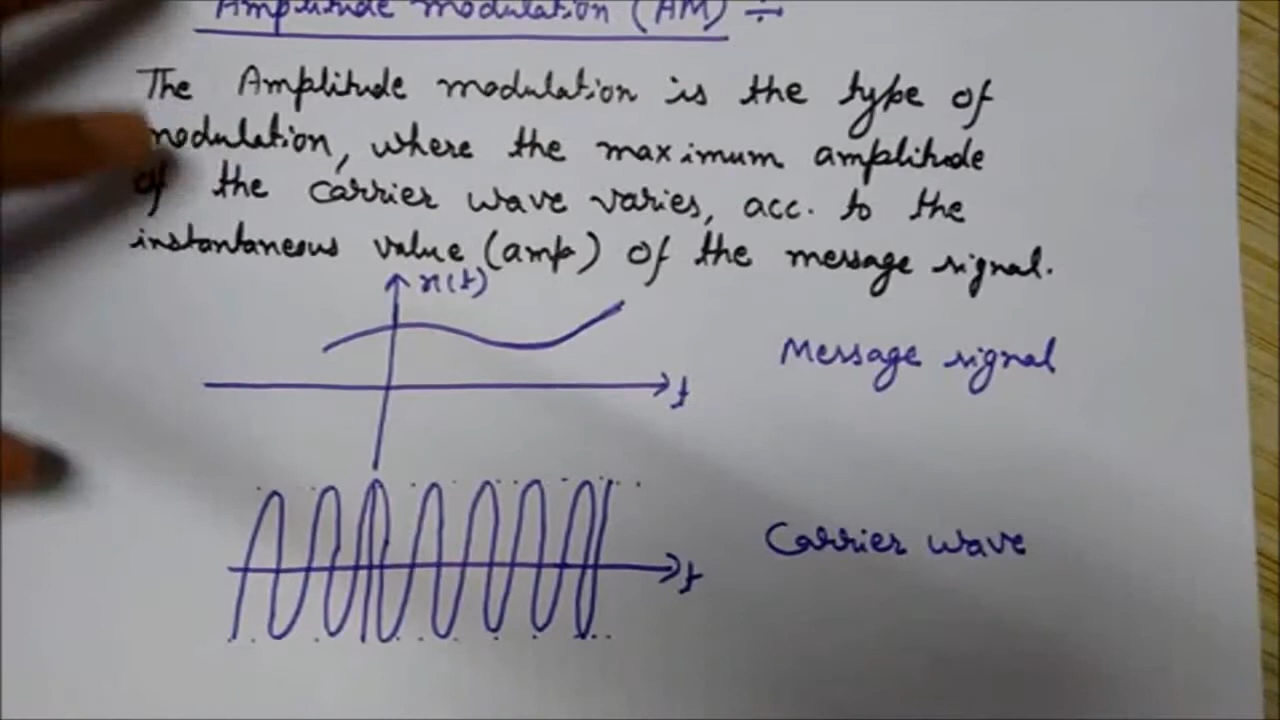 Amplitude modulation (AM) ÷
The Amplitude modulation is the type of
modulation, where the maximum amplitude
of the carrier wave varies, acc. to the
instantaneous value (amp) of the message signal.
x(t)
Message signal
t
Carrier wave
t